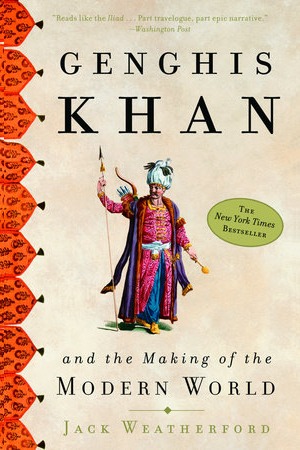 "Reads like the Iliad . . . Part travelogue, part epic narrative."
—Washington Post
GENGHIS
KHAN
THE
New York Times
BESTSELLER
and the Making of the
MODERN WORLD
JACK WEATHERFORD